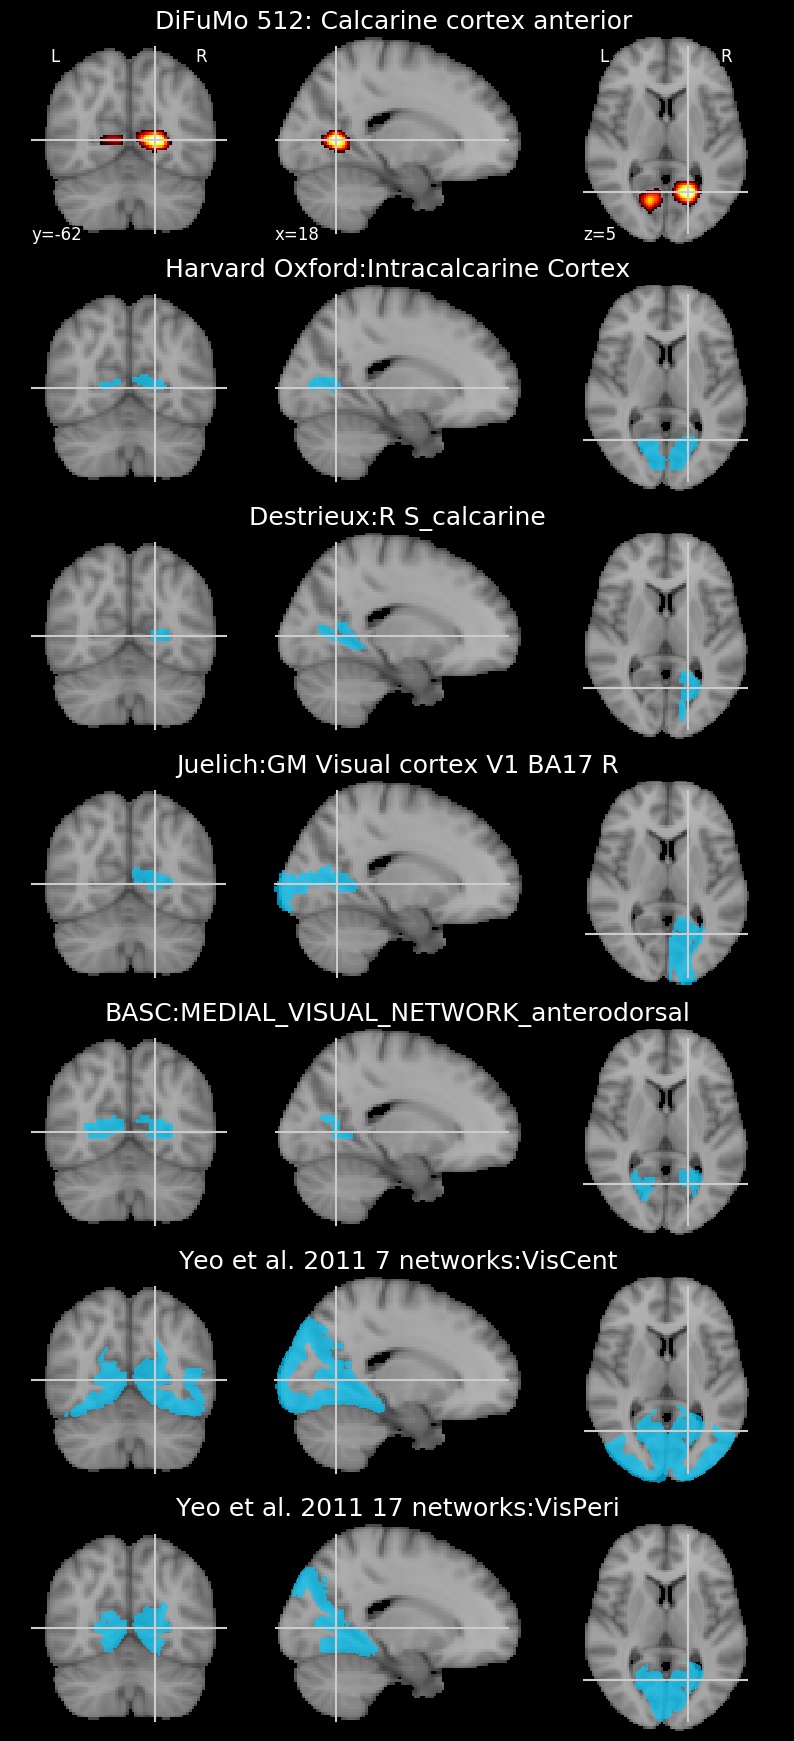 DiFuMo 512: Calcarine cortex anterior
L R L R
y=-62 x=18 z=5
Harvard Oxford:Intracalcarine Cortex
Destrieux:R S_calcarine
Juelich:GM Visual cortex V1 BA17 R
BASC:MEDIAL_VISUAL_NETWORK_anterodorsal
Yeo et al. 2011 7 networks:VisCent
Yeo et al. 2011 17 networks:VisPeri